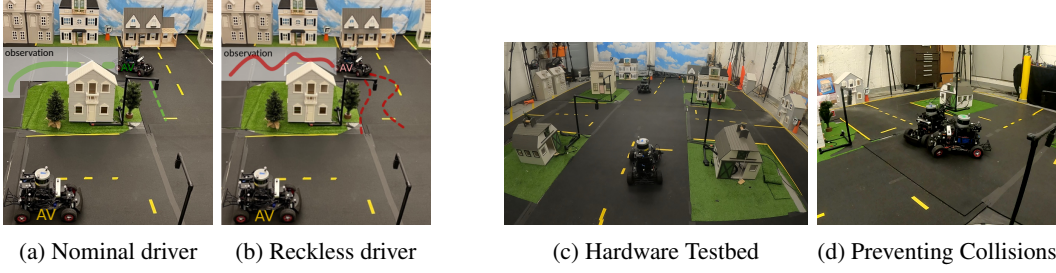 observation
AV
AV
observation
AV
AV
(a) Nominal driver
(b) Reckless driver
(c) Hardware Testbed
(d) Preventing Collisions